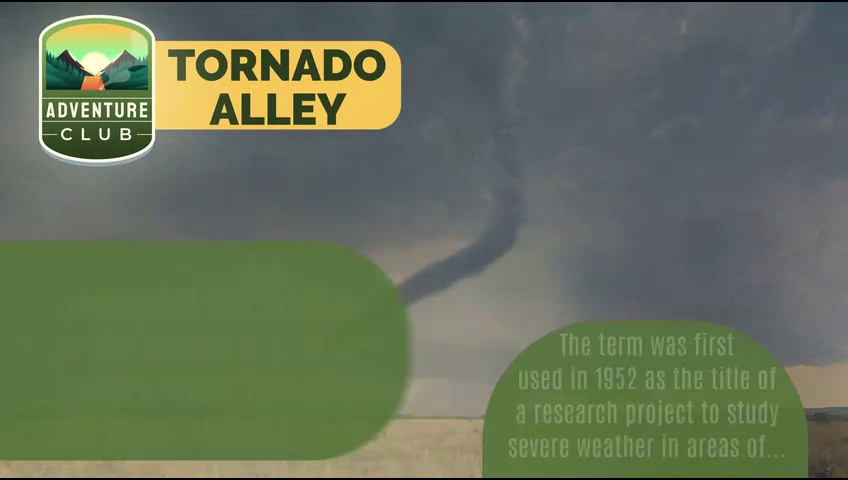 ADVENTURE
CLUB
TORNADO
ALLEY
The term was first
used in 1952 as the title of
a research project to study
severe weather in areas of...